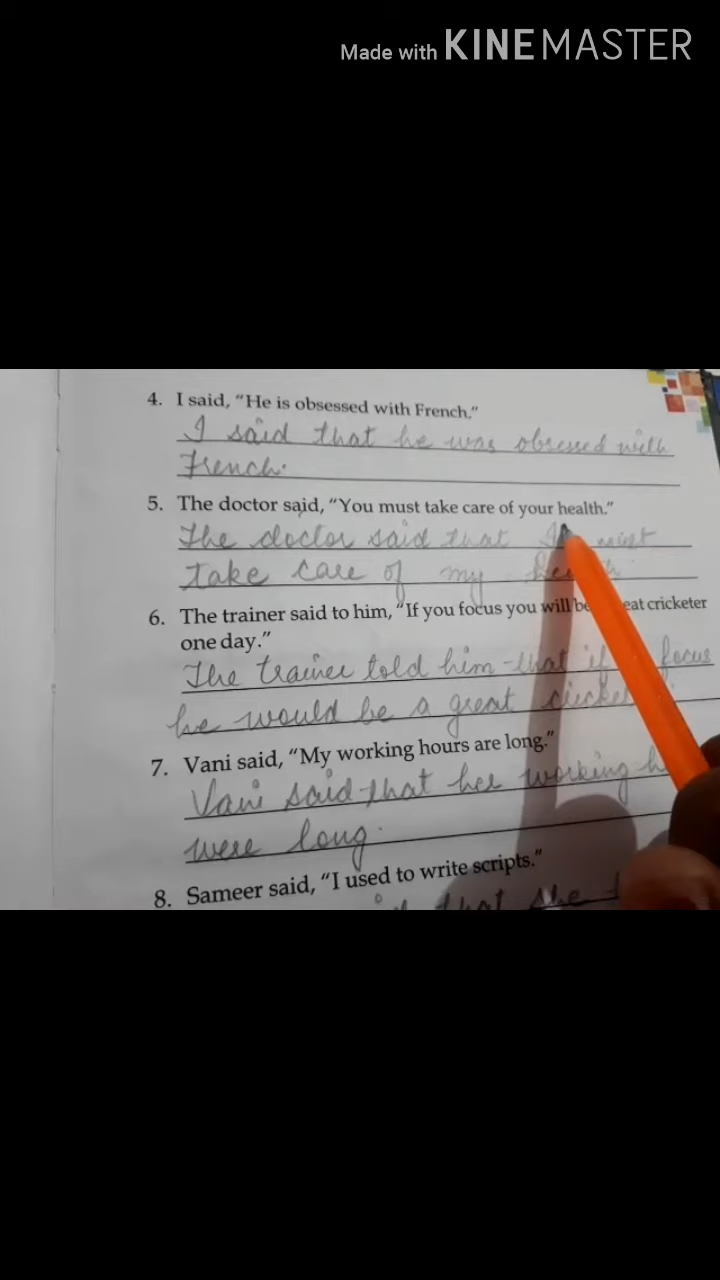 Made with KINEMASTER
4. I said, “He is obsessed with French.”
I said that he was obsessed with
French.
5. The doctor said, “You must take care of your health.”
The doctor said that I must
take care of my
6. The trainer said to him, “If you focus you will be eat cricketer
one day.”
The trainer told him that if focus
he would be a great
7. Vani said, “My working hours are long.”
Vani said that her working h
were long.
8. Sameer said, “I used to write scripts.”
that she